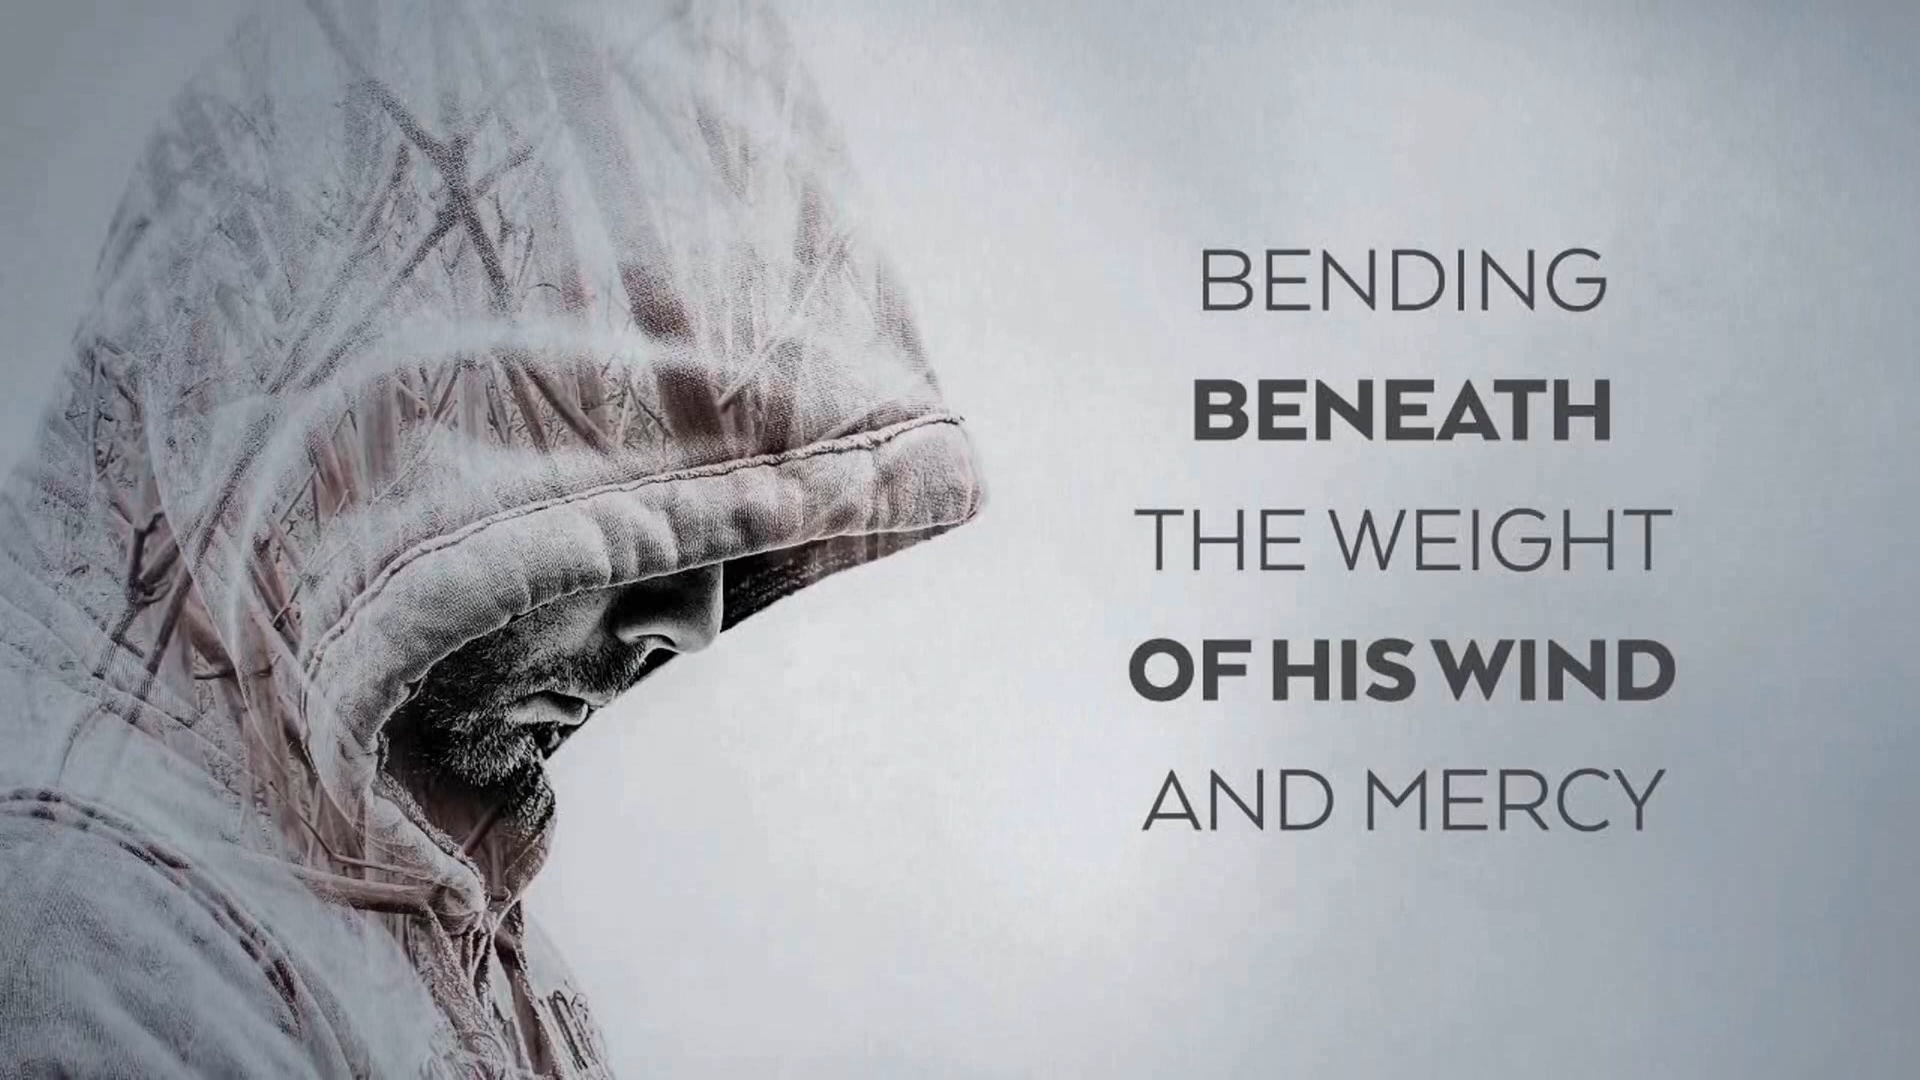 BENDING
BENEATH
THE WEIGHT
OF HIS WIND
AND MERCY